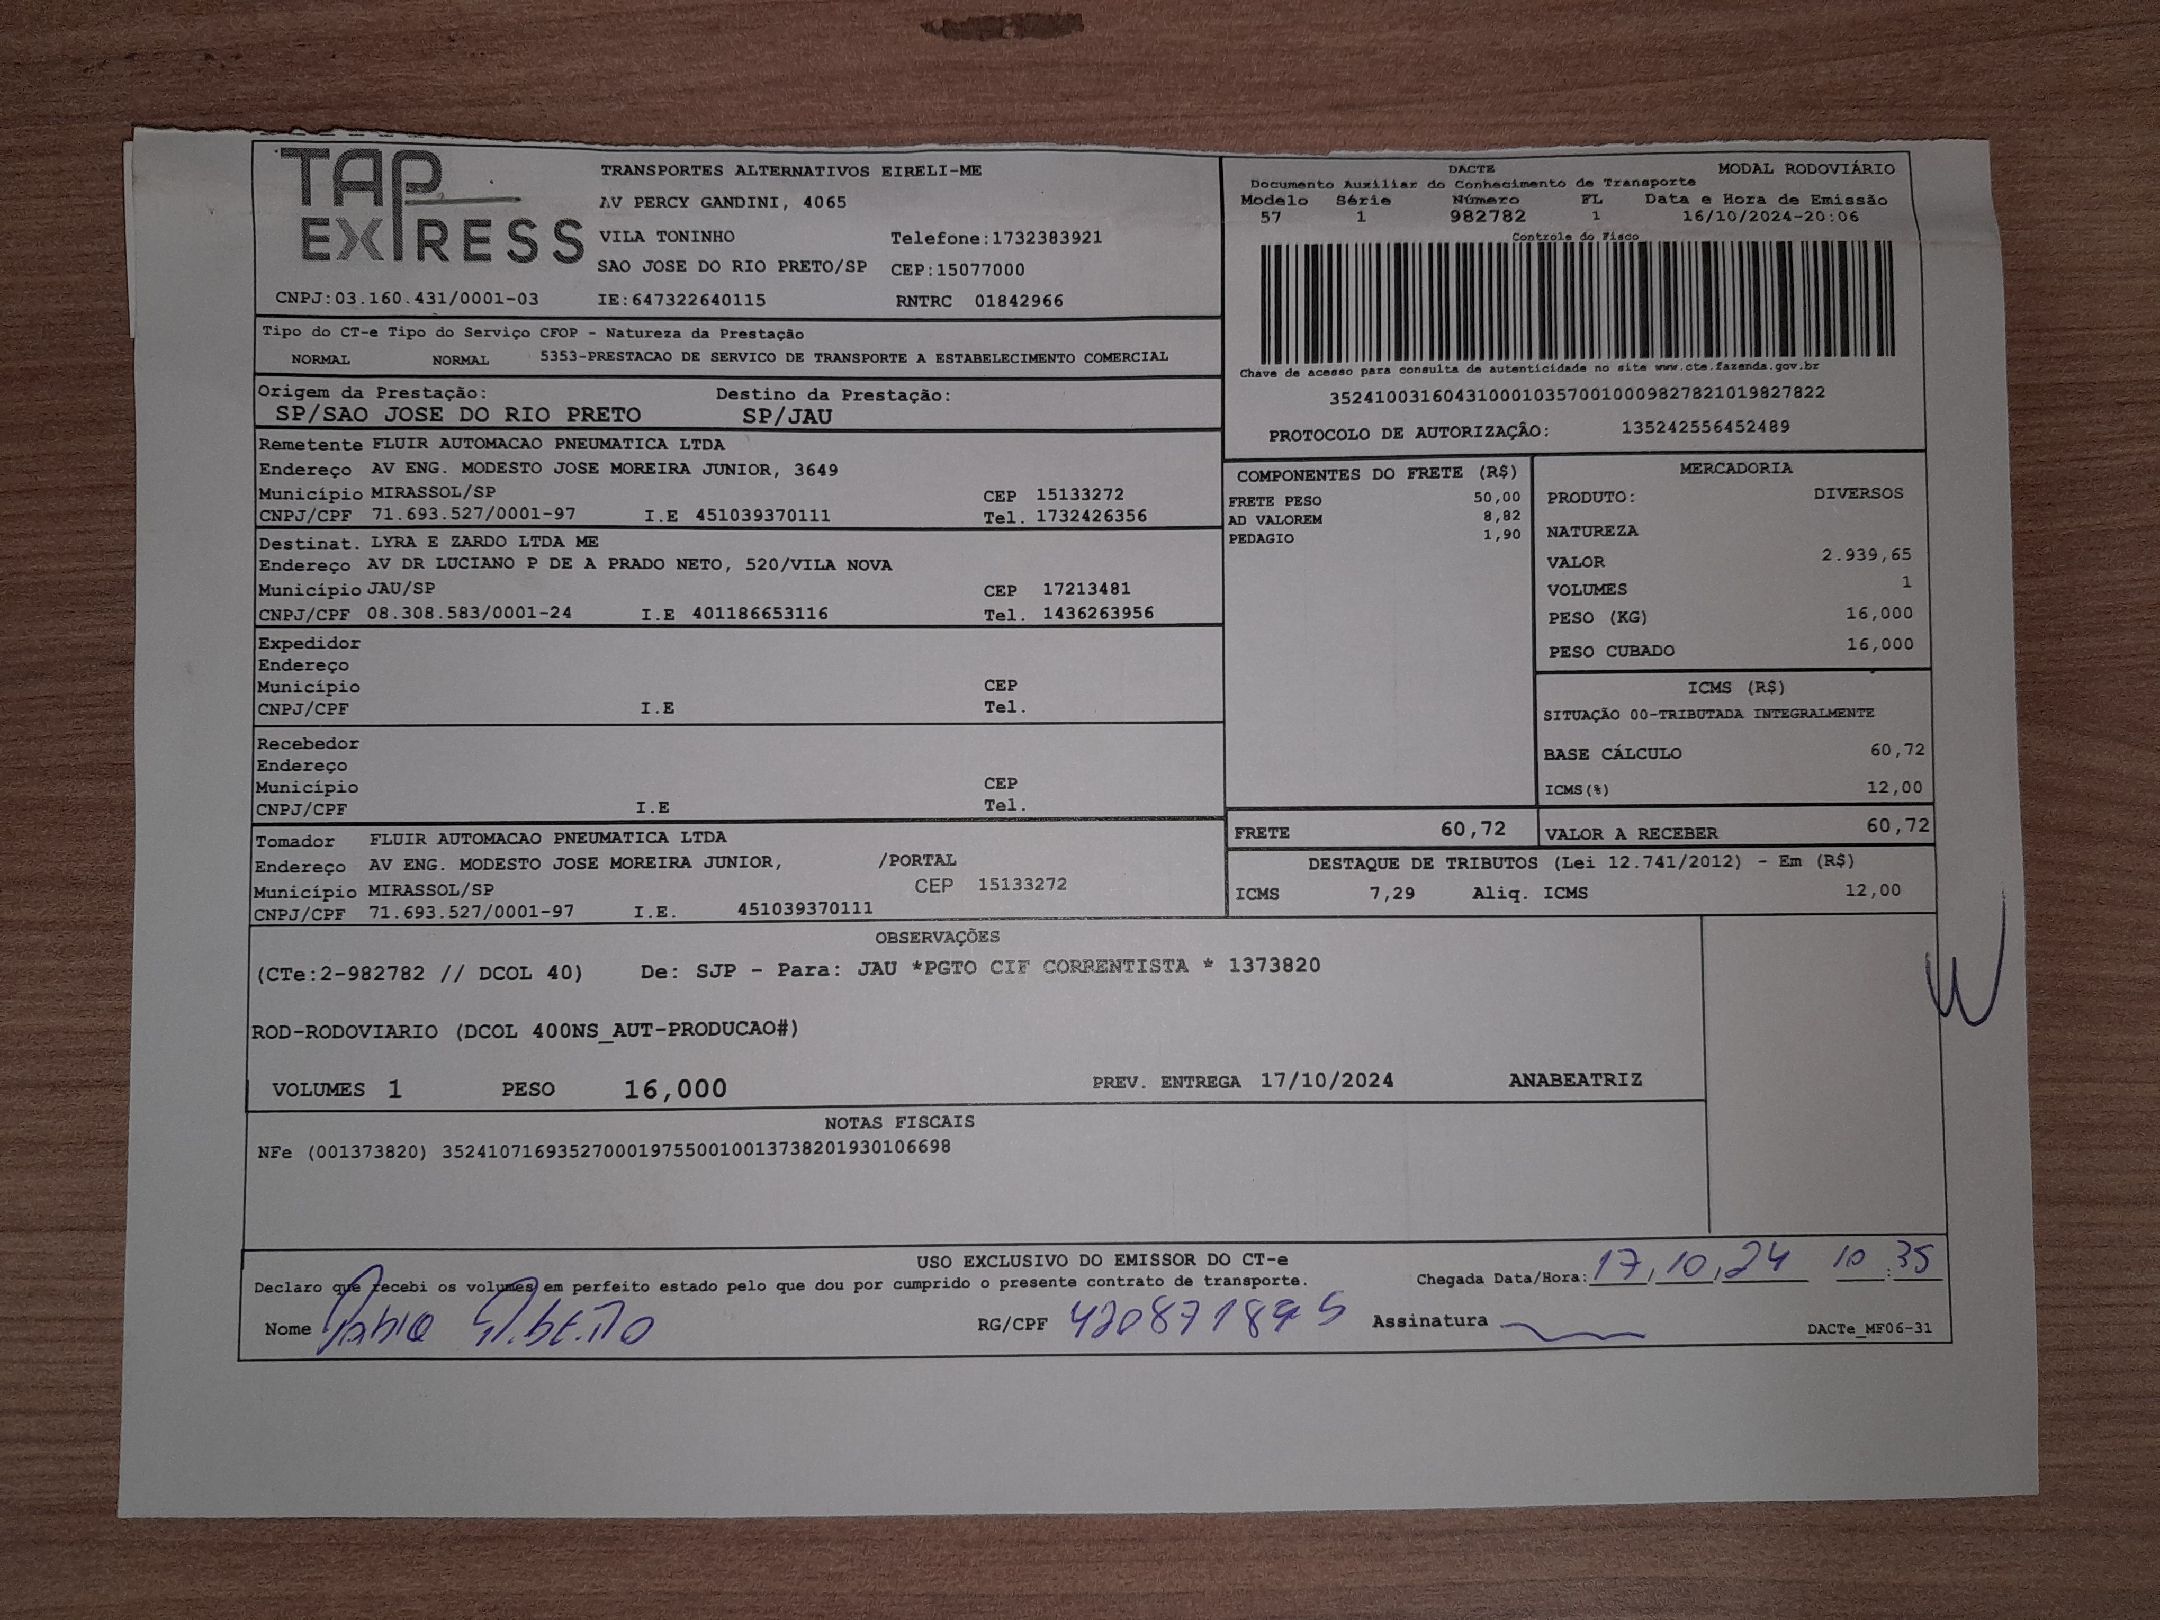 TAP EXPRESS
TRANSPORTES ALTERNATIVOS EIRELI-ME
AV PERCY GANDINI, 4065
VILA TONINHO Telefone:1732383921
SAO JOSE DO RIO PRETO/SP CEP:15077000
CNPJ:03.160.431/0001-03 IE:647322640115 RNTRC 01842966
DACTE MODAL RODOVIÁRIO
Documento Auxiliar do Conhecimento de Transporte
Modelo Série Número FL Data e Hora de Emissão
57 1 982782 1 16/10/2024-20:06
Controle do Fisco
Chave de acesso para consulta de autenticidade no site www.cte.fazenda.gov.br
35241003160431000103570010009827821019827822
PROTOCOLO DE AUTORIZAÇÃO: 135242556452489
Tipo do CT-e Tipo do Serviço CFOP - Natureza da Prestação
NORMAL NORMAL 5353-PRESTACAO DE SERVICO DE TRANSPORTE A ESTABELECIMENTO COMERCIAL
Origem da Prestação: Destino da Prestação:
SP/SAO JOSE DO RIO PRETO SP/JAU
Remetente FLUIR AUTOMACAO PNEUMATICA LTDA
Endereço AV ENG. MODESTO JOSE MOREIRA JUNIOR, 3649
Município MIRASSOL/SP CEP 15133272
CNPJ/CPF 71.693.527/0001-97 I.E 451039370111 Tel. 1732426356
Destinat. LYRA E ZARDO LTDA ME
Endereço AV DR LUCIANO P DE A PRADO NETO, 520/VILA NOVA
Município JAU/SP CEP 17213481
CNPJ/CPF 08.308.583/0001-24 I.E 401186653116 Tel. 1436263956
Expedidor
Endereço
Município CEP
CNPJ/CPF I.E Tel.
Recebedor
Endereço
Município CEP
CNPJ/CPF I.E Tel.
Tomador FLUIR AUTOMACAO PNEUMATICA LTDA
Endereço AV ENG. MODESTO JOSE MOREIRA JUNIOR, /PORTAL
Município MIRASSOL/SP CEP 15133272
CNPJ/CPF 71.693.527/0001-97 I.E. 451039370111
COMPONENTES DO FRETE (R$)
FRETE PESO 50,00
AD VALOREM 8,82
PEDAGIO 1,90
MERCADORIA
PRODUTO: DIVERSOS
NATUREZA
VALOR 2.939,65
VOLUMES 1
PESO (KG) 16,000
PESO CUBADO 16,000
ICMS (R$)
SITUAÇÃO 00-TRIBUTADA INTEGRALMENTE
BASE CÁLCULO 60,72
ICMS(%) 12,00
FRETE 60,72 VALOR A RECEBER 60,72
DESTAQUE DE TRIBUTOS (Lei 12.741/2012) - Em (R$)
ICMS 7,29 Aliq. ICMS 12,00
OBSERVAÇÕES
(CTe:2-982782 // DCOL 40) De: SJP - Para: JAU *PGTO CIF CORRENTISTA * 1373820
ROD-RODOVIARIO (DCOL 400NS_AUT-PRODUCAO#)
VOLUMES 1 PESO 16,000 PREV. ENTREGA 17/10/2024 ANABEATRIZ
NOTAS FISCAIS
NFe (001373820) 35241071693527000197550010013738201930106698
USO EXCLUSIVO DO EMISSOR DO CT-e
Declaro que recebi os volumes em perfeito estado pelo que dou por cumprido o presente contrato de transporte. Chegada Data/Hora: 17,10,24 10:35
Nome RG/CPF Assinatura DACTe_MF06-31